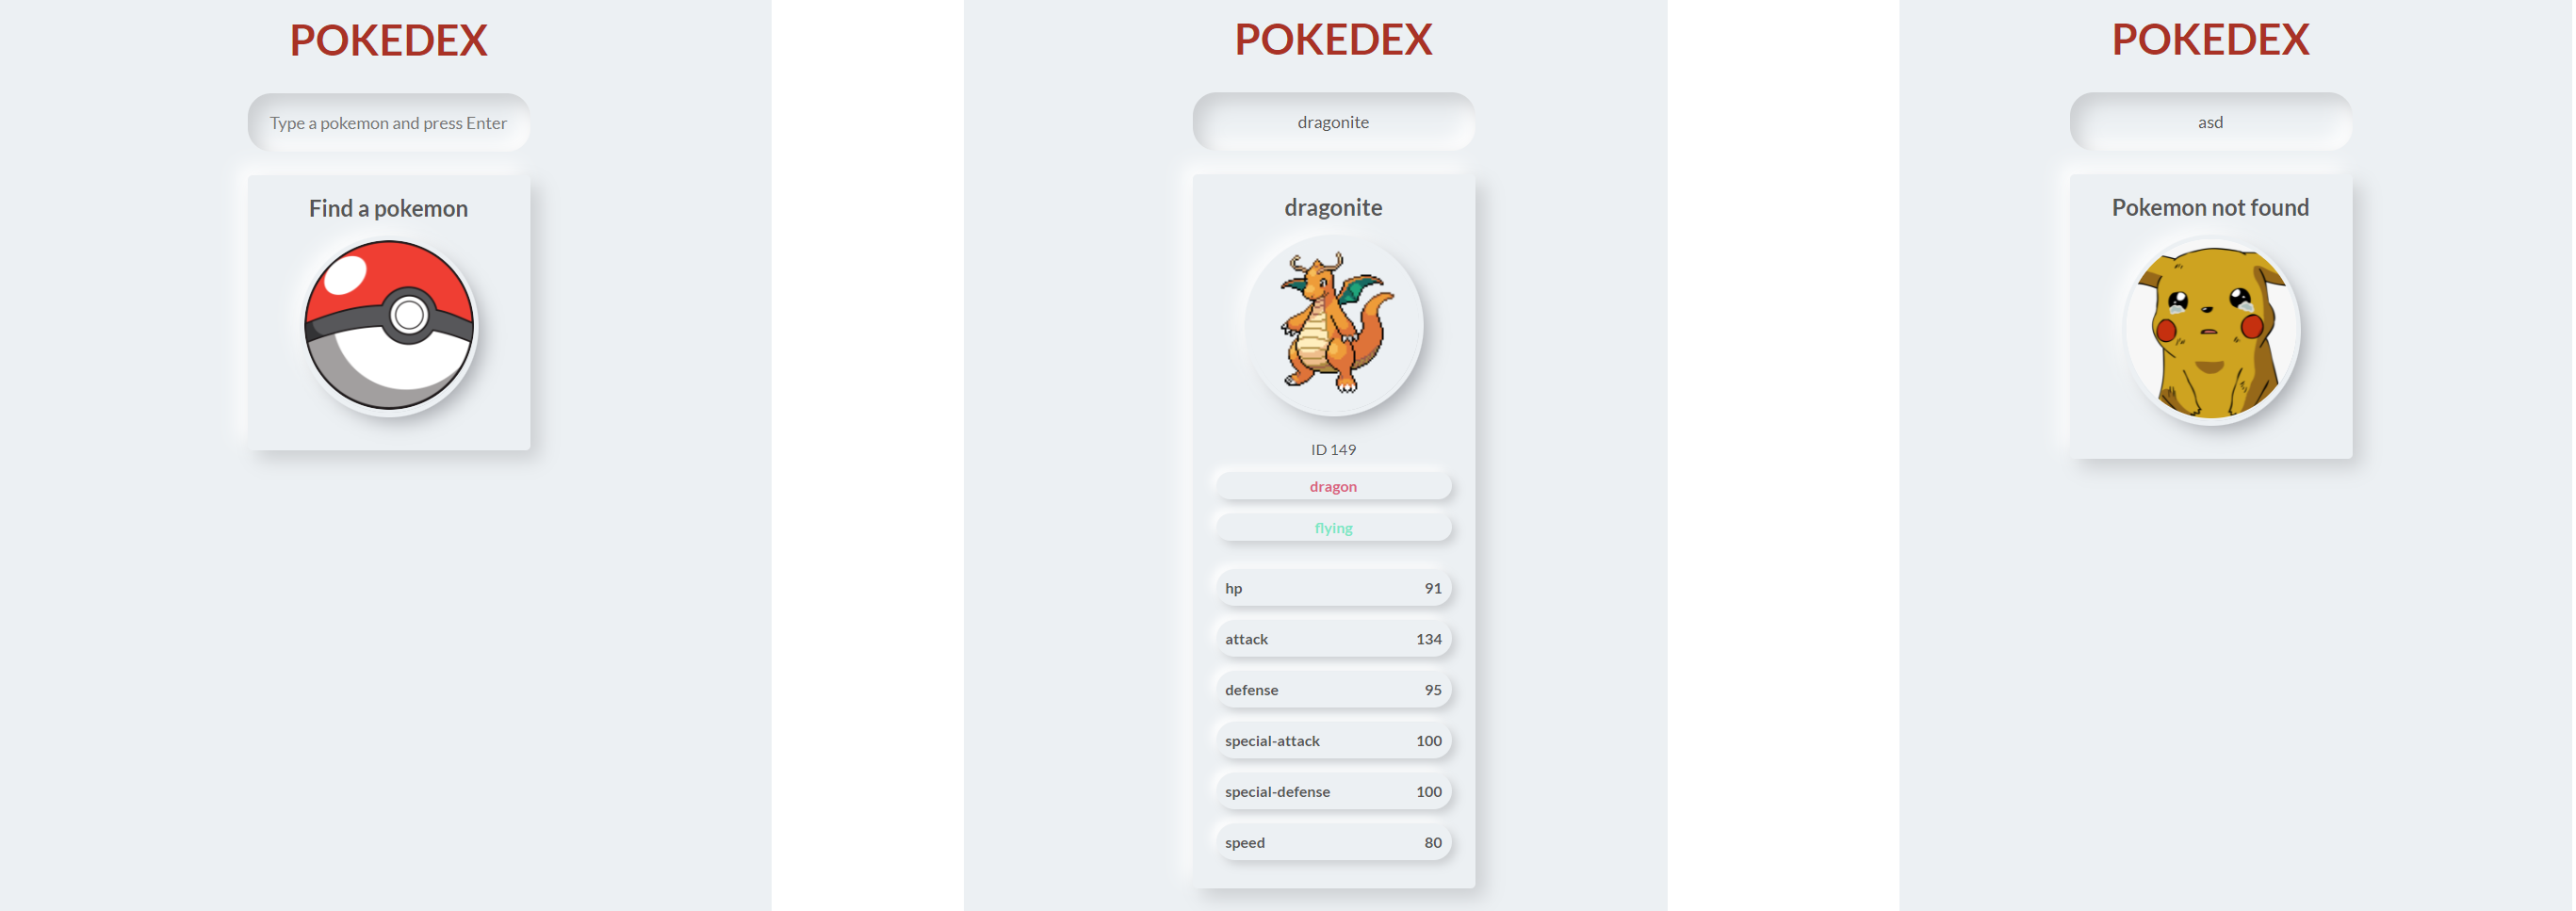 POKEDEX
Type a pokemon and press Enter
Find a pokemon
POKEDEX
dragonite
dragonite
ID 149
dragon
flying
hp 91
attack 134
defense 95
special-attack 100
special-defense 100
speed 80
POKEDEX
asd
Pokemon not found